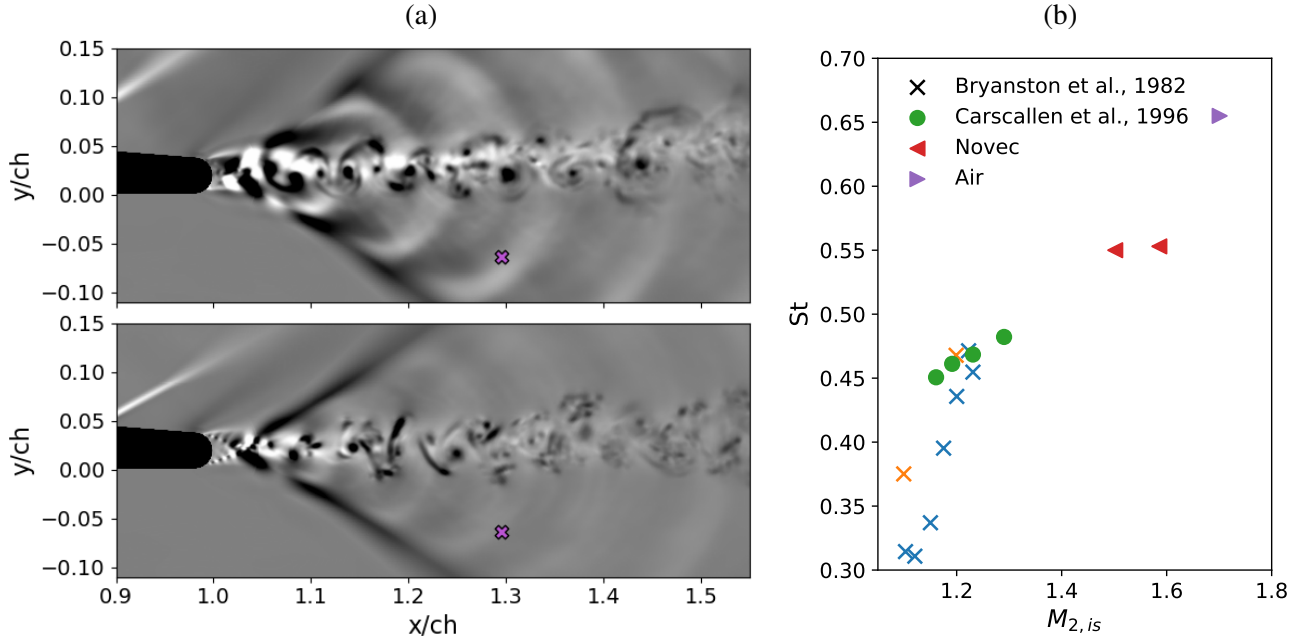 (a)
0.15
0.10
0.05
0.00
−0.05
−0.10
y/ch
0.15
0.10
0.05
0.00
−0.05
−0.10
y/ch
0.9 1.0 1.1 1.2 1.3 1.4 1.5
x/ch
(b)
0.70
0.65
0.60
0.55
0.50
0.45
0.40
0.35
0.30
St
Bryanston et al., 1982
Carscallen et al., 1996
Novec
Air
1.2 1.4 1.6 1.8
M2, is